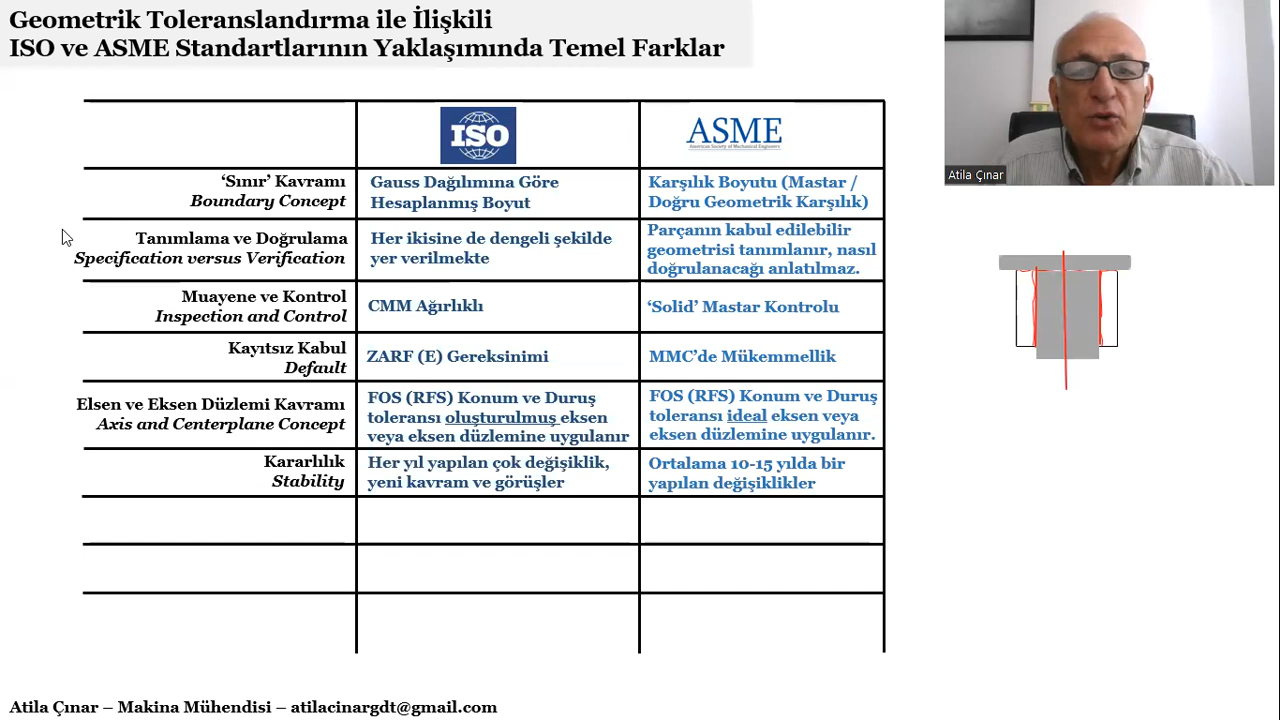 Geometrik Toleranslandırma ile İlişkili
ISO ve ASME Standartlarının Yaklaşımında Temel Farklar
ISO
ASME
American Society of Mechanical Engineers
‘Sınır’ Kavramı
Boundary Concept
Gauss Dağılımına Göre
Hesaplanmış Boyut
Karşılık Boyutu (Mastar /
Doğru Geometrik Karşılık)
Tanımlama ve Doğrulama
Specification versus Verification
Her ikisine de dengeli şekilde
yer verilmekte
Parçanın kabul edilebilir
geometrisi tanımlanır, nasıl
doğrulanacağı anlatılmaz.
Muayene ve Kontrol
Inspection and Control
CMM Ağırlıklı
‘Solid’ Mastar Kontrolu
Kayıtsız Kabul
Default
ZARF (E) Gereksinimi
MMC’de Mükemmellik
Elsen ve Eksen Düzlemi Kavramı
Axis and Centerplane Concept
FOS (RFS) Konum ve Duruş
toleransı oluşturulmuş eksen
veya eksen düzlemine uygulanır
FOS (RFS) Konum ve Duruş
toleransı ideal eksen veya
eksen düzlemine uygulanır.
Kararlılık
Stability
Her yıl yapılan çok değişiklik,
yeni kavram ve görüşler
Ortalama 10-15 yılda bir
yapılan değişiklikler
Atila Çınar
Atila Çınar – Makina Mühendisi – atilacinargdt@gmail.com